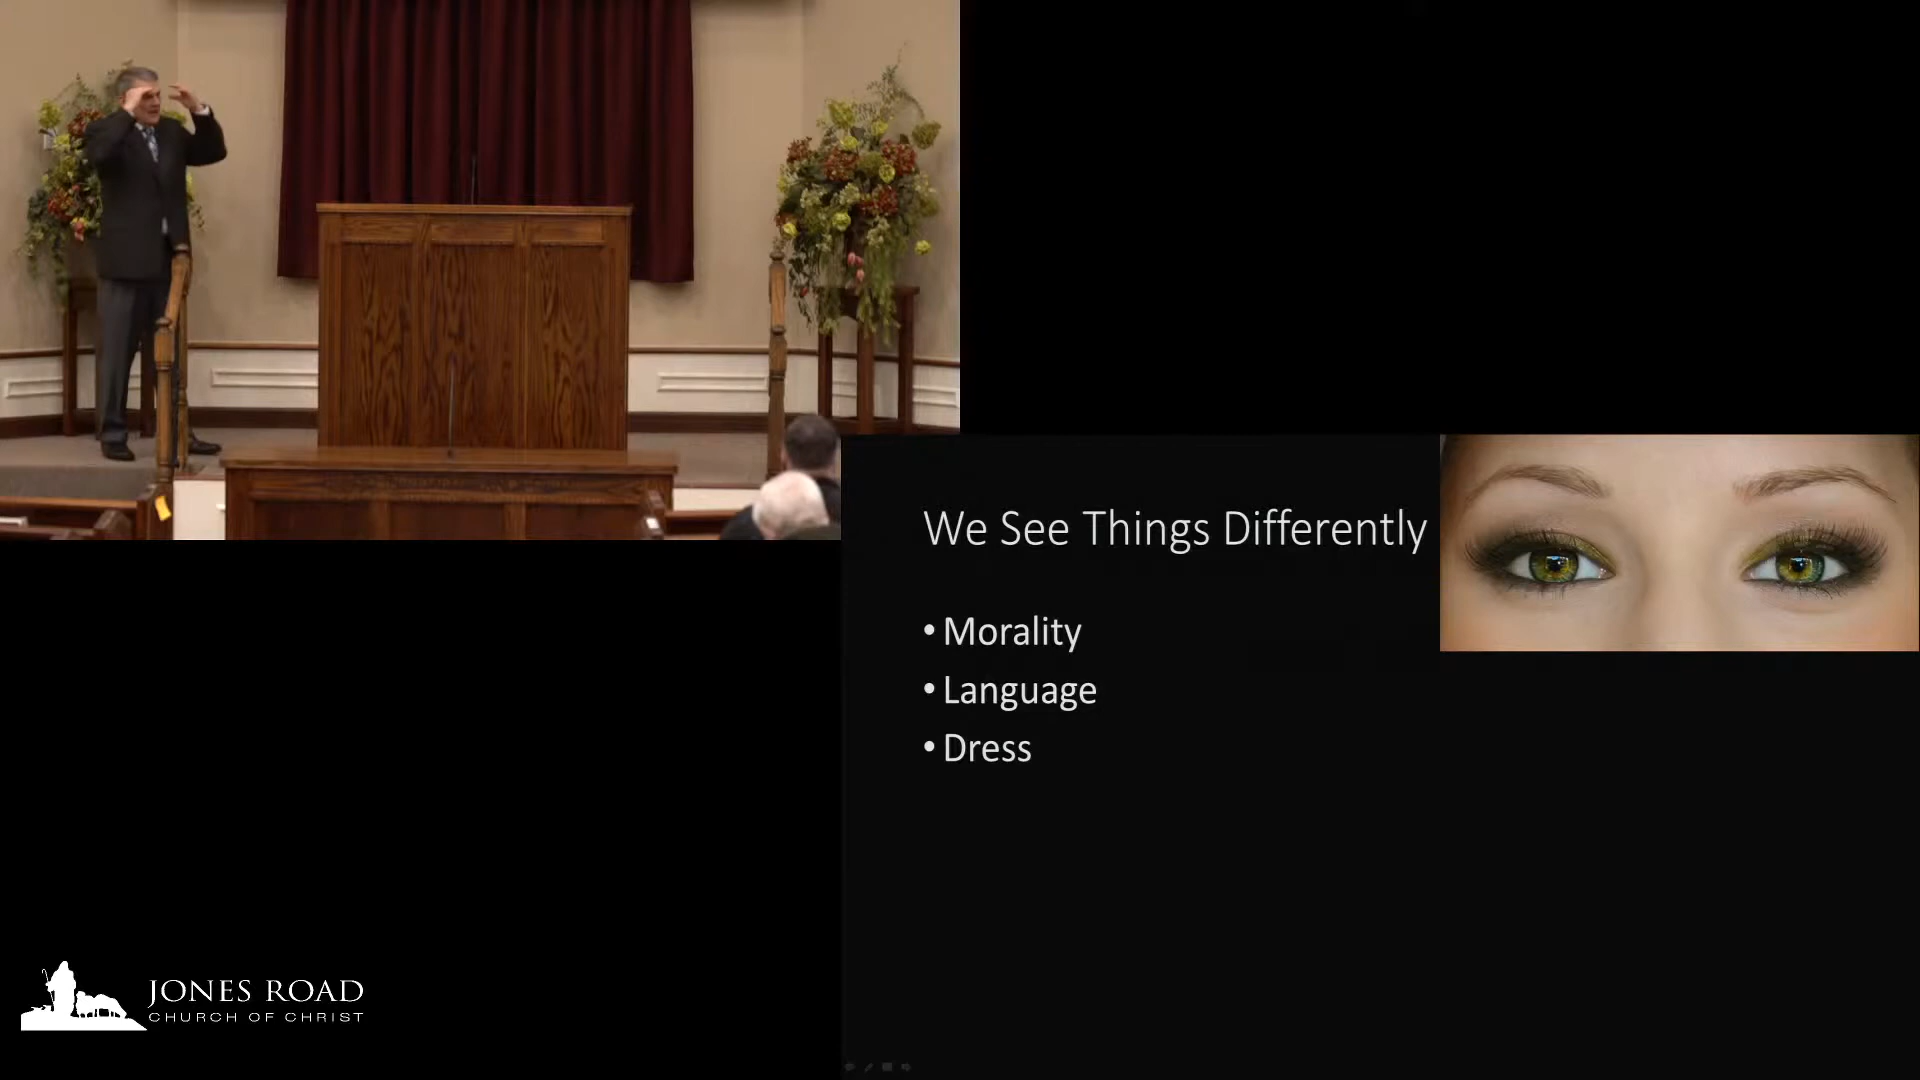 We See Things Differently
• Morality
• Language
• Dress
JONES ROAD
CHURCH OF CHRIST